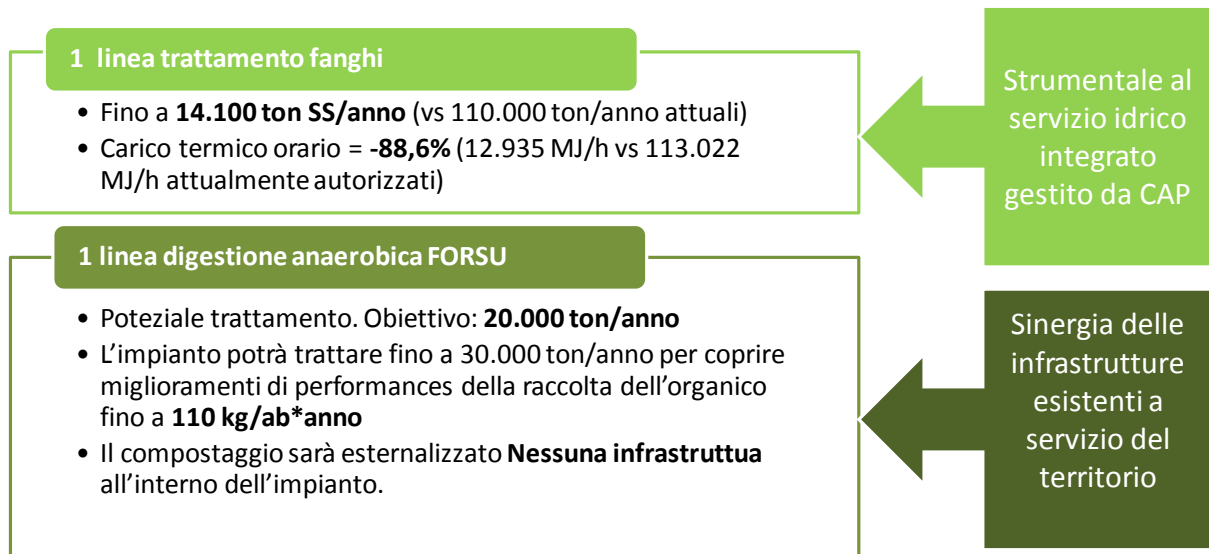 1 linea trattamento fanghi
• Fino a 14.100 ton SS/anno (vs 110.000 ton/anno attuali)
• Carico termico orario = -88,6% (12.935 MJ/h vs 113.022
MJ/h attualmente autorizzati)
Strumentale al
servizio idrico
integrato
gestito da CAP
1 linea digestione anaerobica FORSU
• Poteziale trattamento. Obiettivo: 20.000 ton/anno
• L'impianto potrà trattare fino a 30.000 ton/anno per coprire
miglioramenti di performances della raccolta dell'organico
fino a 110 kg/ab*anno
• Il compostaggio sarà esternalizzato Nessuna infrastruttua
all'interno dell'impianto.
Sinergia delle
infrastrutture
esistenti a
servizio del
territorio